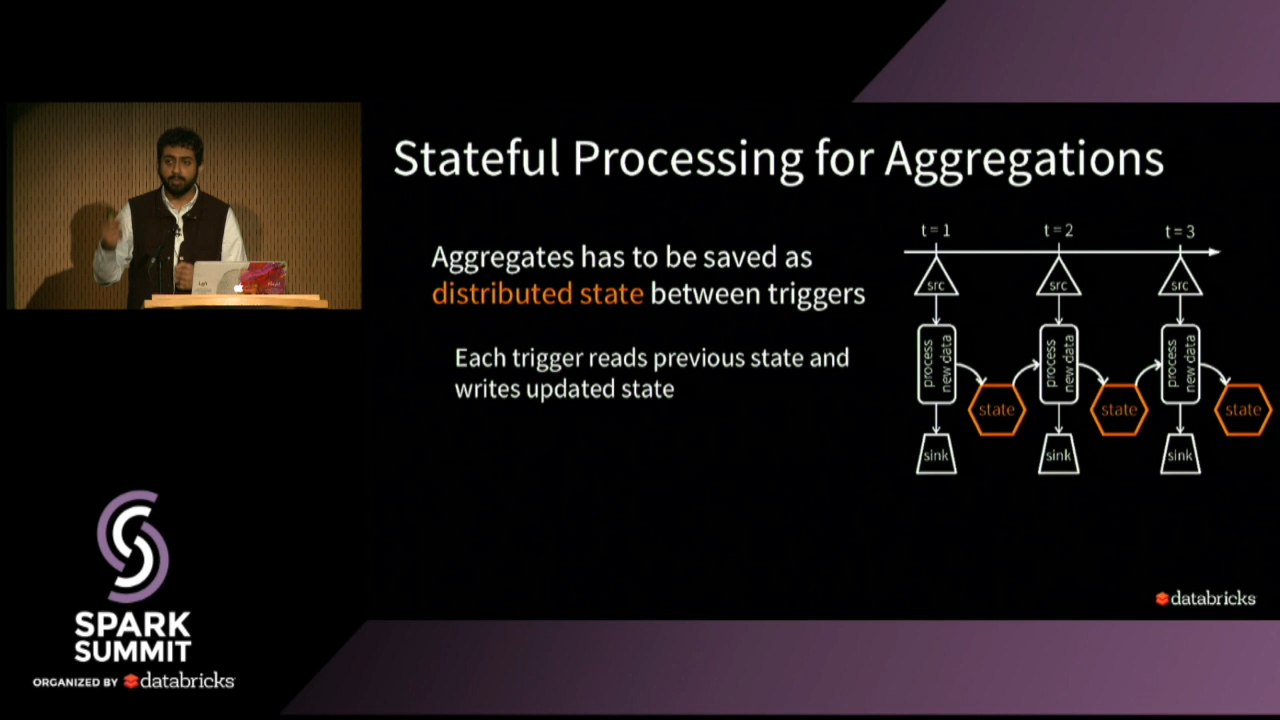 Stateful Processing for Aggregations
Aggregates has to be saved as
distributed state between triggers
Each trigger reads previous state and
writes updated state
t=1 t=2 t=3
src src src
process new data process new data process new data
state state state
sink sink sink
databricks
SPARK
SUMMIT
ORGANIZED BY databricks